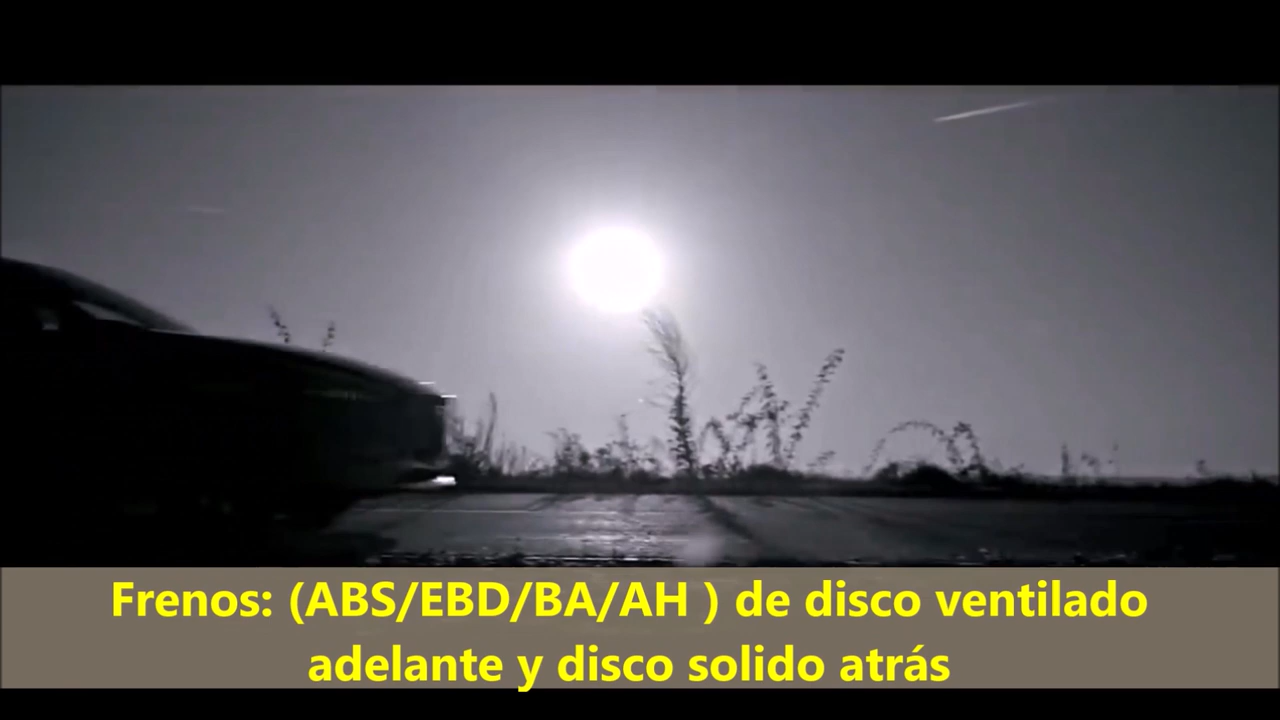 Frenos: (ABS/EBD/BA/AH ) de disco ventilado
adelante y disco solido atrás